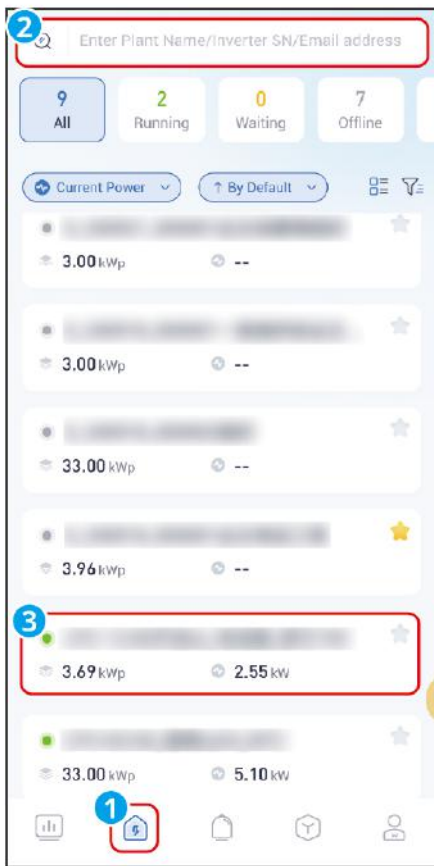 2
Enter Plant Name/Inverter SN/Email address
9 2 0 7
All Running Waiting Offline
Current Power ↑ By Default
3.00 kWp --
3.00 kWp --
33.00 kWp --
3.96 kWp --
3
3.69 kWp 2.55 kW
33.00 kWp 5.10 kW
1